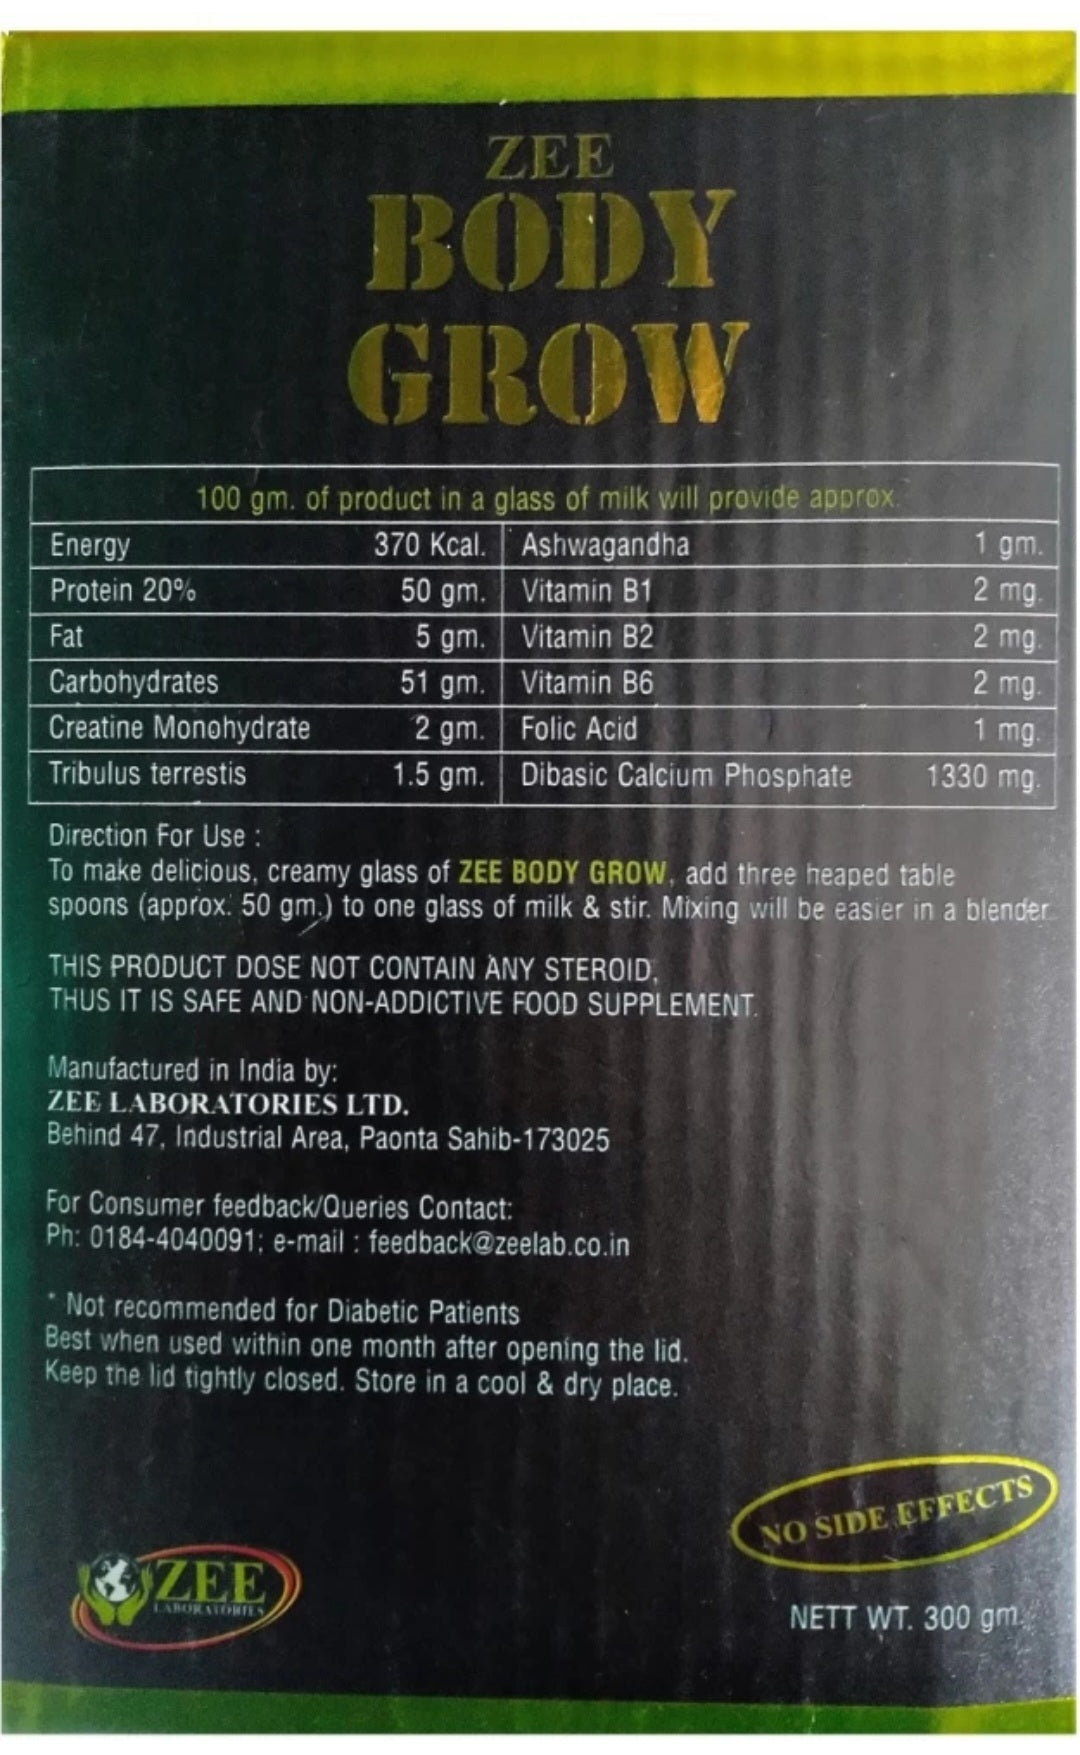 ZEE
BODY
GROW
100 gm. of product in a glass of milk will provide approx.
Energy 370 Kcal. Ashwagandha 1 gm.
Protein 20% 50 gm. Vitamin B1 2 mg.
Fat 5 gm. Vitamin B2 2 mg.
Carbohydrates 51 gm. Vitamin B6 2 mg.
Creatine Monohydrate 2 gm. Folic Acid 1 mg.
Tribulus terrestis 1.5 gm. Dibasic Calcium Phosphate 1330 mg.
Direction For Use :
To make delicious, creamy glass of ZEE BODY GROW, add three heaped table
spoons (approx. 50 gm.) to one glass of milk & stir. Mixing will be easier in a blender.
THIS PRODUCT DOSE NOT CONTAIN ANY STEROID,
THUS IT IS SAFE AND NON-ADDICTIVE FOOD SUPPLEMENT.
Manufactured in India by:
ZEE LABORATORIES LTD.
Behind 47, Industrial Area, Paonta Sahib-173025
For Consumer feedback/Queries Contact:
Ph: 0184-4040091; e-mail : feedback@zeelab.co.in
* Not recommended for Diabetic Patients
Best when used within one month after opening the lid.
Keep the lid tightly closed. Store in a cool & dry place.
NO SIDE EFFECTS
ZEE
LABORATORIES
NETT WT. 300 gm.